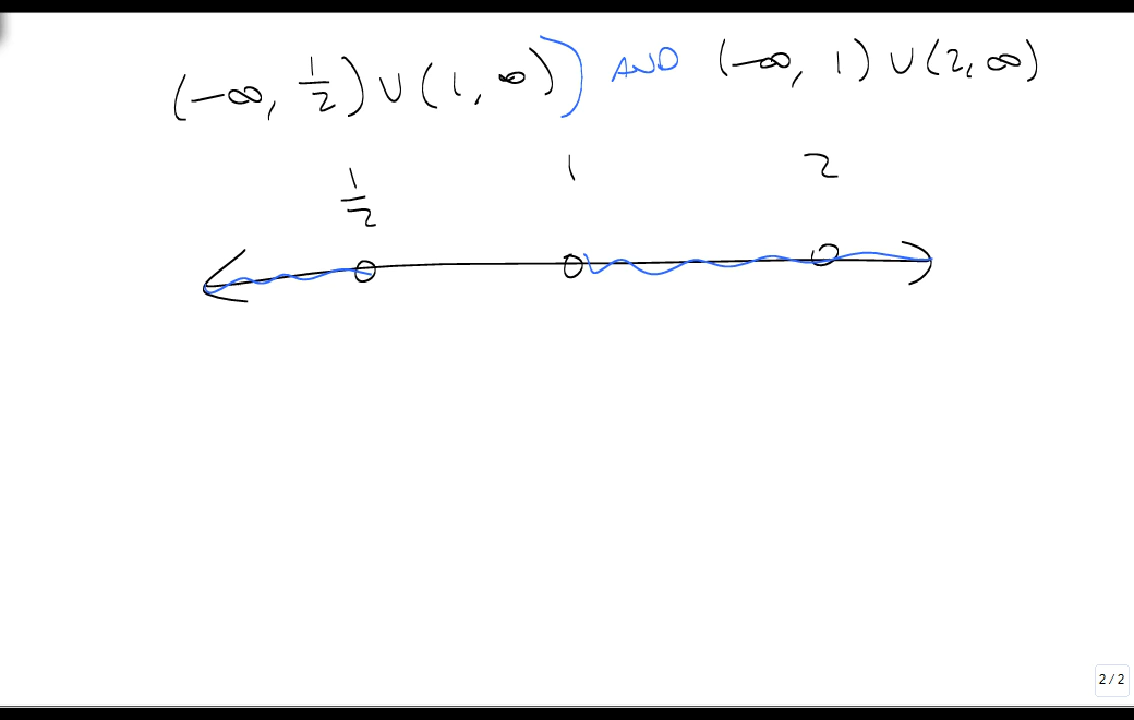 (-∞, 1/2) ∪ (1, ∞)) AND (-∞, 1) ∪ (2, ∞)
1/2 1 2
2 / 2